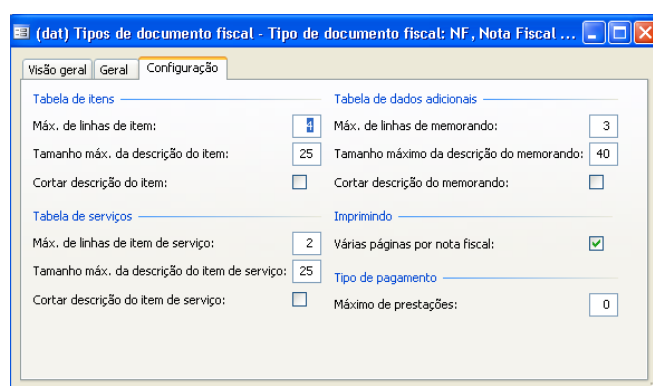 (dat) Tipos de documento fiscal - Tipo de documento fiscal: NF, Nota Fiscal ...
Visão geral Geral Configuração
Tabela de itens
Máx. de linhas de item: 4
Tamanho máx. da descrição do item: 25
Cortar descrição do item:
Tabela de serviços
Máx. de linhas de item de serviço: 2
Tamanho máx. da descrição do item de serviço: 25
Cortar descrição do item de serviço:
Tabela de dados adicionais
Máx. de linhas de memorando: 3
Tamanho máximo da descrição do memorando: 40
Cortar descrição do memorando:
Imprimindo
Várias páginas por nota fiscal:
Tipo de pagamento
Máximo de prestações: 0